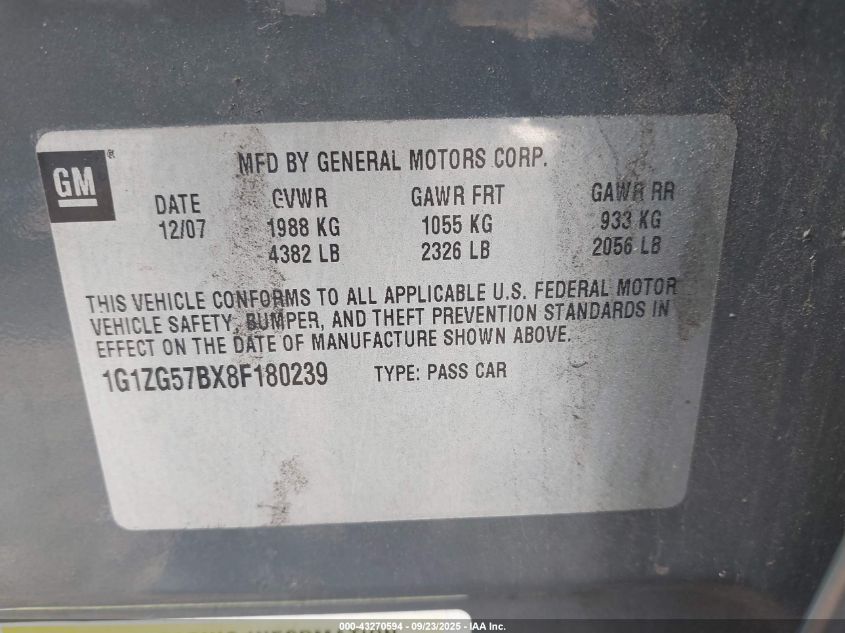 GM®
MFD BY GENERAL MOTORS CORP.
DATE GVWR GAWR FRT GAWR RR
12/07 1988 KG 1055 KG 933 KG
4382 LB 2326 LB 2056 LB
THIS VEHICLE CONFORMS TO ALL APPLICABLE U.S. FEDERAL MOTOR
VEHICLE SAFETY, BUMPER, AND THEFT PREVENTION STANDARDS IN
EFFECT ON THE DATE OF MANUFACTURE SHOWN ABOVE.
1G1ZG57BX8F180239 TYPE: PASS CAR
000-43270594 - 09/23/2025 - IAA Inc.